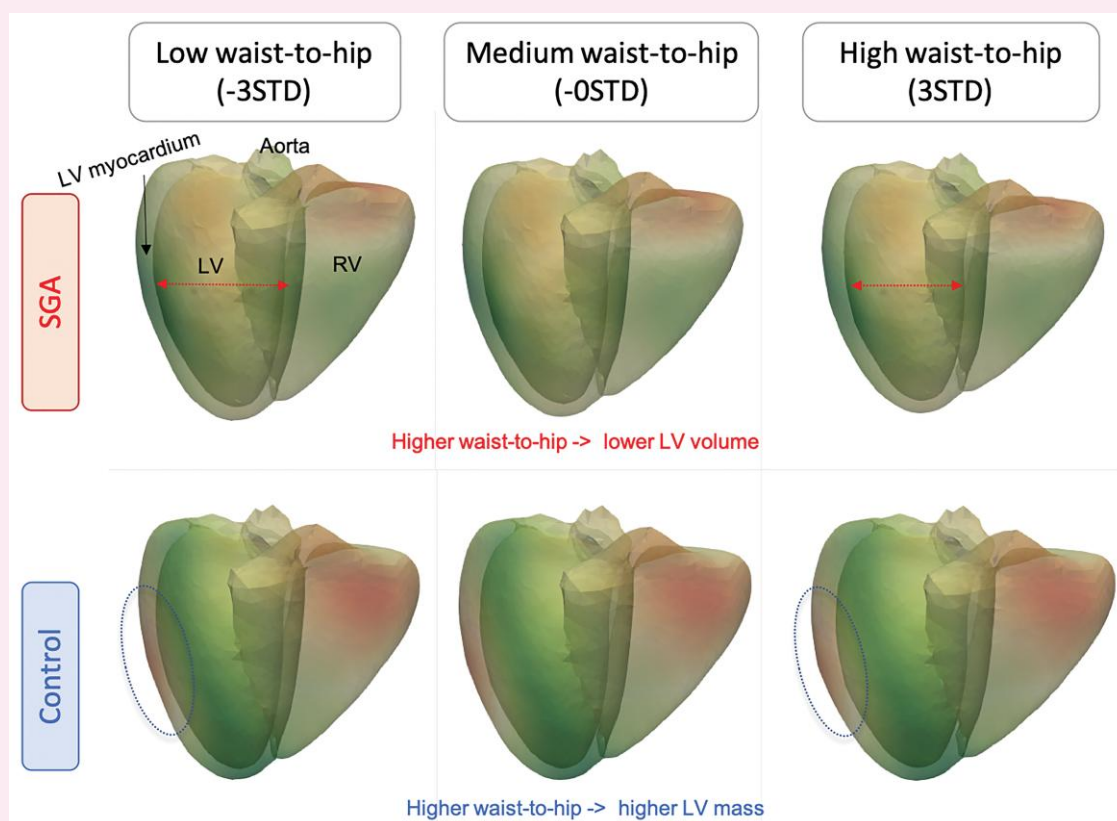 Low waist-to-hip
(-3STD)
Medium waist-to-hip
(-0STD)
High waist-to-hip
(3STD)
SGA
LV myocardium
Aorta
LV
RV
Higher waist-to-hip -> lower LV volume
Control
Higher waist-to-hip -> higher LV mass